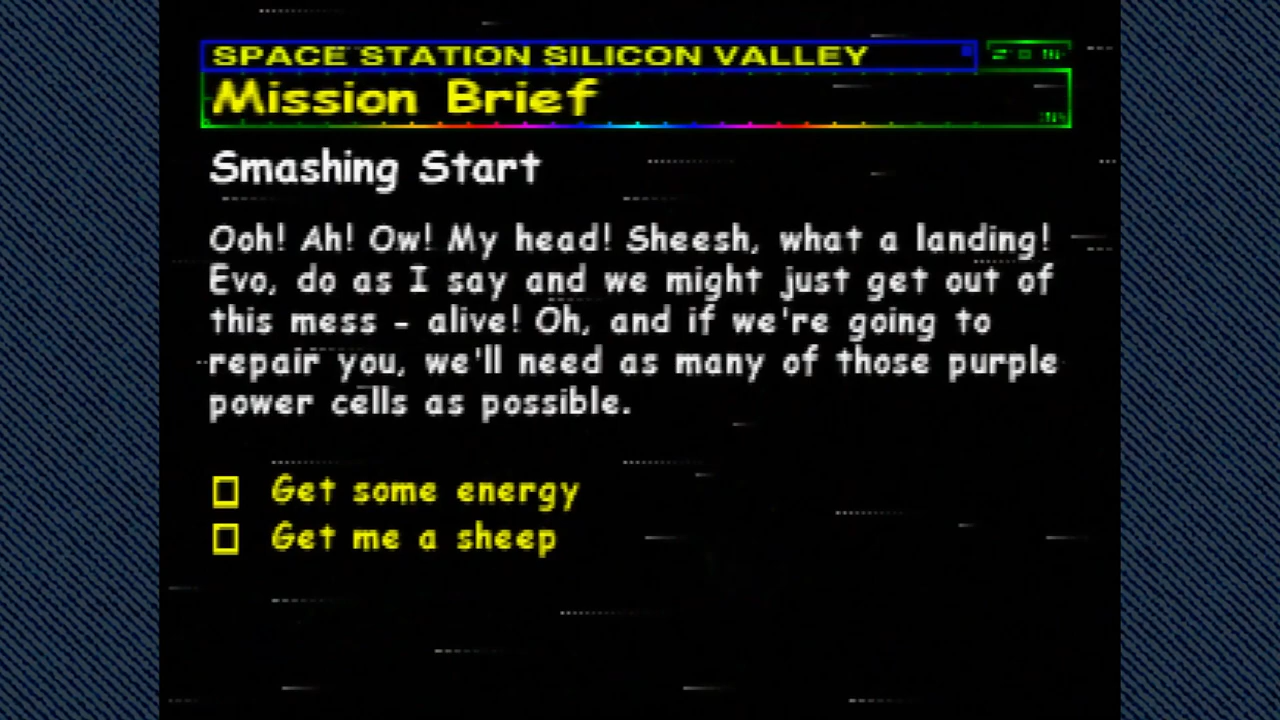 SPACE STATION SILICON VALLEY
Mission Brief
Smashing Start
Ooh! Ah! Ow! My head! Sheesh, what a landing!
Evo, do as I say and we might just get out of
this mess - alive! Oh, and if we're going to
repair you, we'll need as many of those purple
power cells as possible.
Get some energy
Get me a sheep